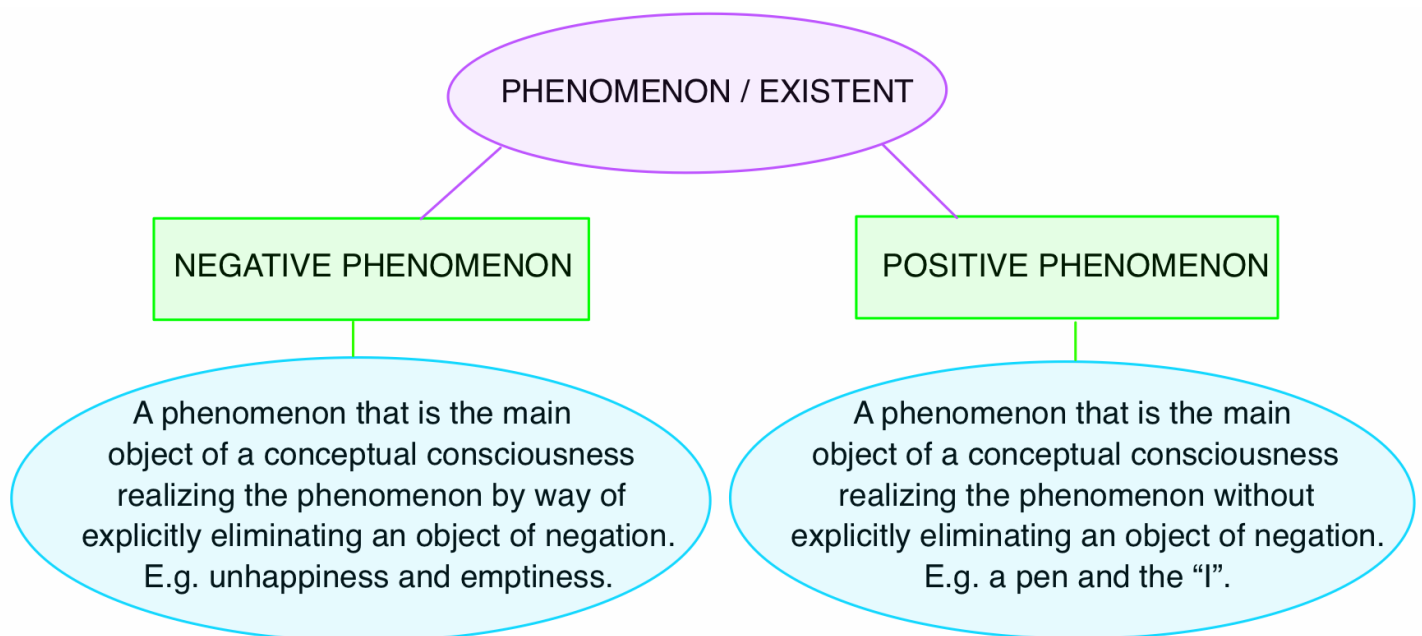 PHENOMENON / EXISTENT
NEGATIVE PHENOMENON
POSITIVE PHENOMENON
A phenomenon that is the main
object of a conceptual consciousness
realizing the phenomenon by way of
explicitly eliminating an object of negation.
E.g. unhappiness and emptiness.
A phenomenon that is the main
object of a conceptual consciousness
realizing the phenomenon without
explicitly eliminating an object of negation.
E.g. a pen and the “I”.